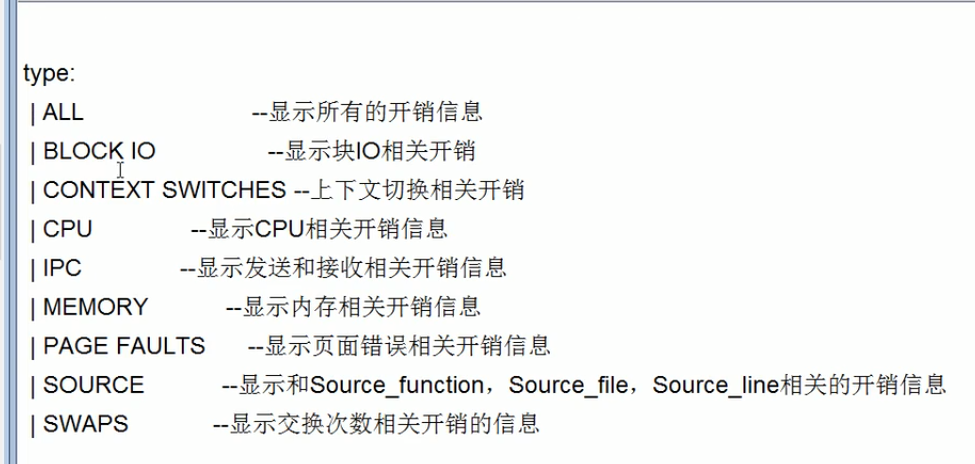 type:
| ALL --显示所有的开销信息
| BLOCK IO --显示块IO相关开销
| CONTEXT SWITCHES --上下文切换相关开销
| CPU --显示CPU相关开销信息
| IPC --显示发送和接收相关开销信息
| MEMORY --显示内存相关开销信息
| PAGE FAULTS --显示页面错误相关开销信息
| SOURCE --显示和Source_function，Source_file，Source_line相关的开销信息
| SWAPS --显示交换次数相关开销的信息